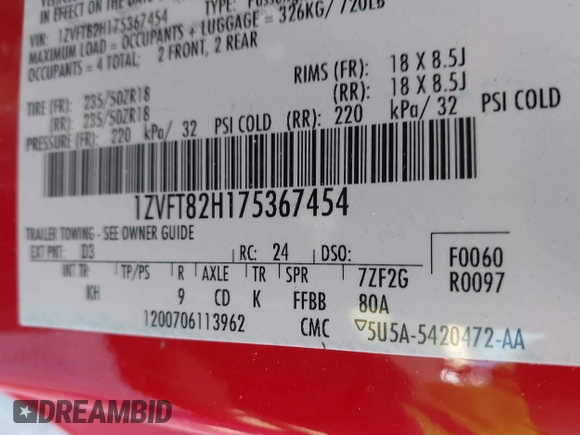 IN EFFECT ON THE DA
VIN: 1ZVFT82H175367454 TYPE:
MAXIMUM LOAD = OCCUPANTS + LUGGAGE = 326KG/ 720LB
OCCUPANTS = 4 TOTAL; 2 FRONT, 2 REAR
TIRE (FR): 235/50ZR18 RIMS (FR): 18 X 8.5J
(RR): 235/50ZR18 (RR): 18 X 8.5J
PRESSURE (FR): 220 kPa/ 32 PSI COLD (RR): 220 kPa/ 32 PSI COLD
1ZVFT82H175367454
TRAILER TOWING - SEE OWNER GUIDE
EXT PNT: D3 RC: 24 DSO: F0060
INT TR TP/PS R AXLE TR SPR 7ZF2G R0097
KH 9 CD K FFBB 80A
1200706113962 CMC ▽5U5A-5420472-AA
DREAMBID